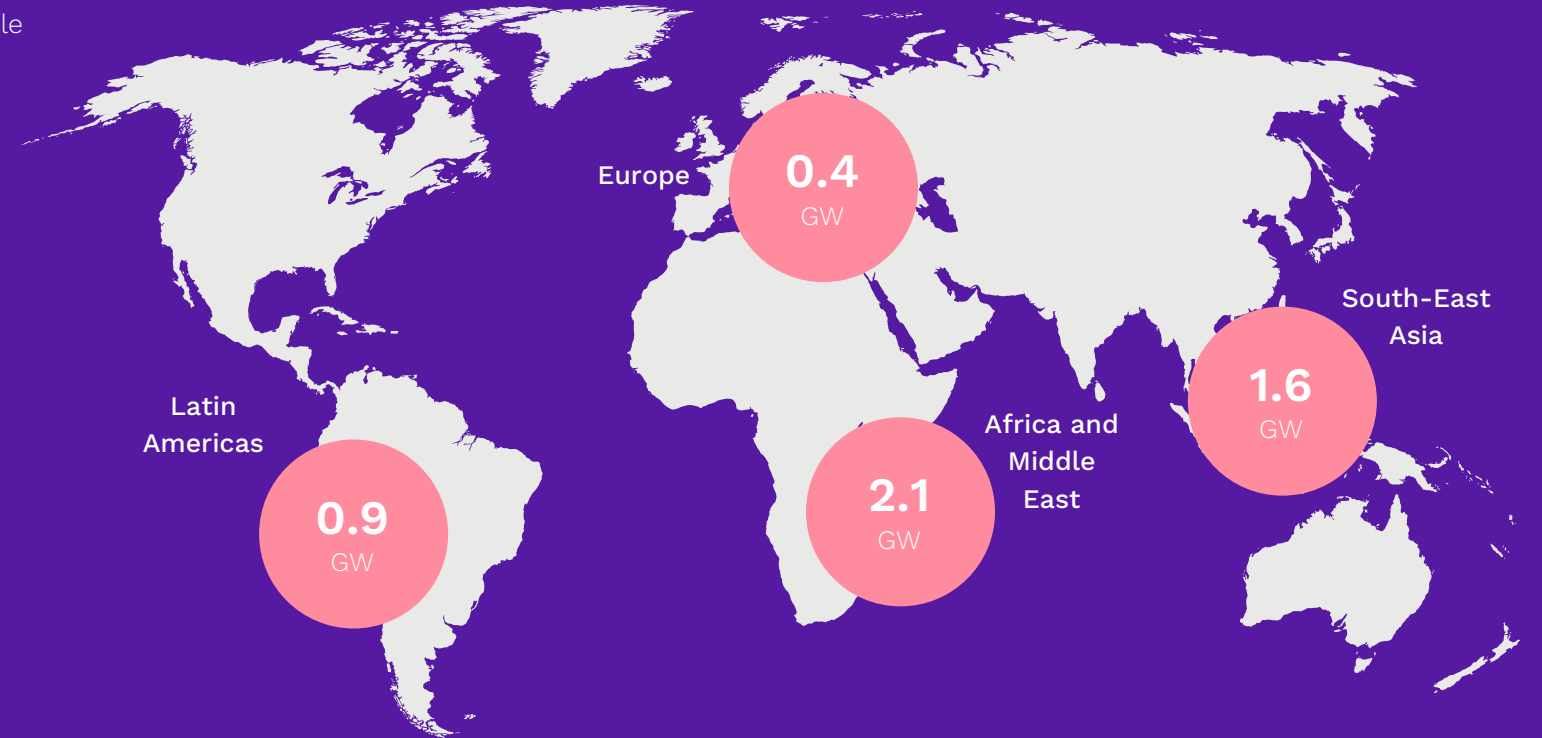 le
Europe
0.4
GW
South-East
Asia
1.6
GW
Latin
Americas
0.9
GW
Africa and
Middle
East
2.1
GW